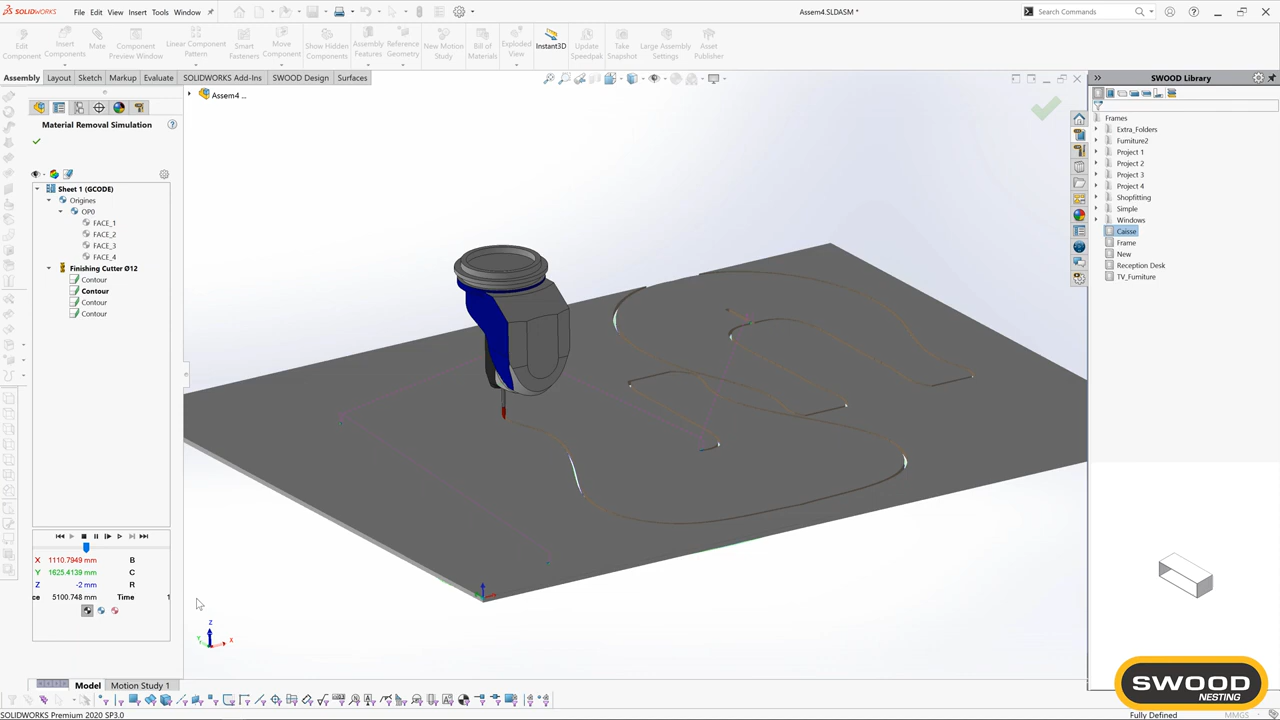 SOLIDWORKS File Edit View Insert Tools Window Assem4.SLDASM * Search Commands
Edit Component
Insert Components
Mate
Component Preview Window
Linear Component Pattern
Smart Fasteners
Move Component
Show Hidden Components
Assembly Features
Reference Geometry
New Motion Study
Bill of Materials
Exploded View
Instant3D
Update Speedpak
Take Snapshot
Large Assembly Settings
Asset Publisher
Assembly Layout Sketch Markup Evaluate SOLIDWORKS Add-Ins SWOOD Design Surfaces
SWOOD Library
Assem4 ...
Material Removal Simulation
Sheet 1 (GCODE)
Origines
OP0
FACE_1
FACE_2
FACE_3
FACE_4
Finishing Cutter Ø12
Contour
Contour
Contour
Contour
X 1110.7949 mm B
Y 1625.4139 mm C
Z -2 mm R
ce 5100.748 mm Time 1
Z
Y
X
Frames
Extra_Folders
Furniture2
Project 1
Project 2
Project 3
Project 4
Shopfitting
Simple
Windows
Caisse
Frame
New
Reception Desk
TV_Furniture
SWOOD
NESTING
Model Motion Study 1
SOLIDWORKS Premium 2020 SP3.0 Fully Defined MMGS